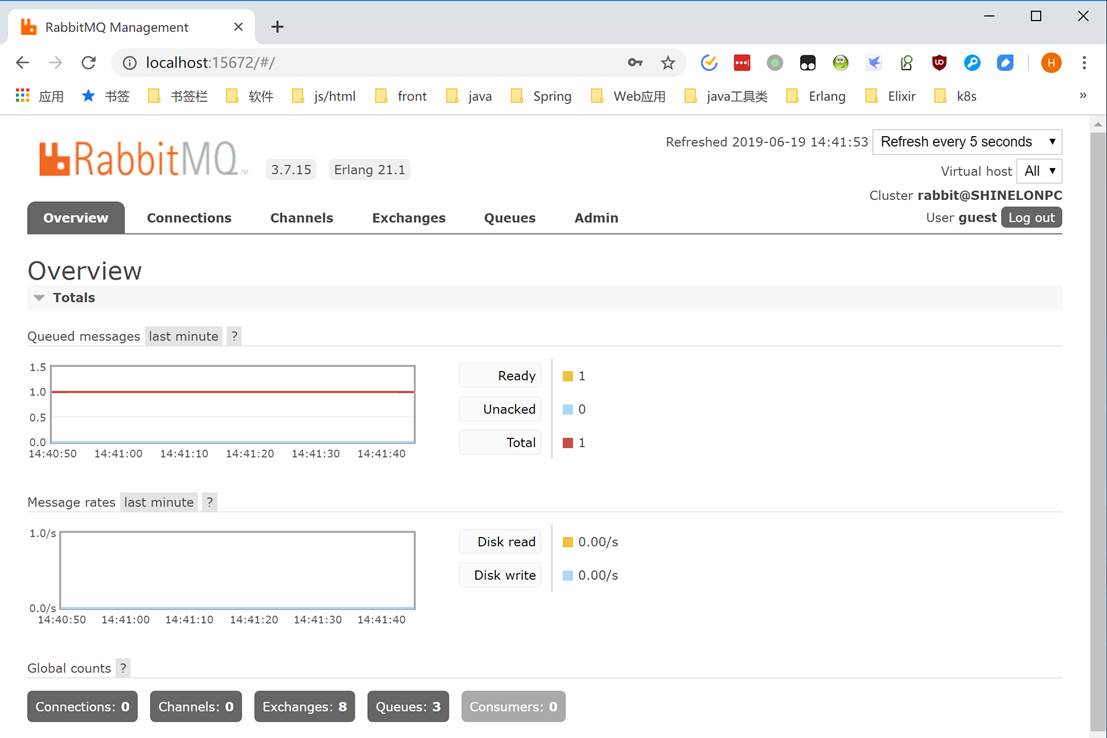 RabbitMQ Management
localhost:15672/#/
H
应用 书签 书签栏 软件 js/html front java Spring Web应用 java工具类 Erlang Elixir k8s »
Refreshed 2019-06-19 14:41:53 Refresh every 5 seconds
RabbitMQ TM 3.7.15 Erlang 21.1
Virtual host All
Cluster rabbit@SHINELONPC
User guest Log out
Overview Connections Channels Exchanges Queues Admin
Overview
Totals
Queued messages last minute ?
1.5
1.0
0.5
0.0
14:40:50 14:41:00 14:41:10 14:41:20 14:41:30 14:41:40
Ready 1
Unacked 0
Total 1
Message rates last minute ?
1.0/s
0.0/s
14:40:50 14:41:00 14:41:10 14:41:20 14:41:30 14:41:40
Disk read 0.00/s
Disk write 0.00/s
Global counts ?
Connections: 0 Channels: 0 Exchanges: 8 Queues: 3 Consumers: 0